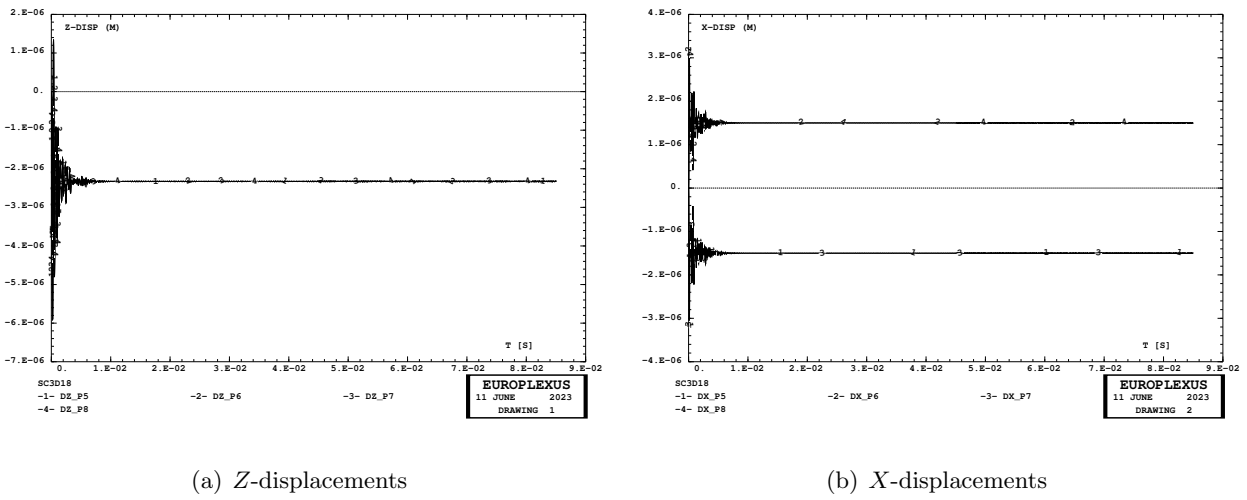 2.E-06
Z-DISP (M)
1.E-06
0.
-1.E-06
-2.E-06
-3.E-06
-4.E-06
-5.E-06
-6.E-06
T [S]
-7.E-06
0. 1.E-02 2.E-02 3.E-02 4.E-02 5.E-02 6.E-02 7.E-02 8.E-02 9.E-02
SC3D18
-1- DZ_P5 -2- DZ_P6 -3- DZ_P7
-4- DZ_P8
EUROPLEXUS
11 JUNE 2023
DRAWING 1
(a) Z-displacements
4.E-06
X-DISP (M)
3.E-06
2.E-06
1.E-06
0.
-1.E-06
-2.E-06
-3.E-06
T [S]
-4.E-06
0. 1.E-02 2.E-02 3.E-02 4.E-02 5.E-02 6.E-02 7.E-02 8.E-02 9.E-02
SC3D18
-1- DX_P5 -2- DX_P6 -3- DX_P7
-4- DX_P8
EUROPLEXUS
11 JUNE 2023
DRAWING 2
(b) X-displacements